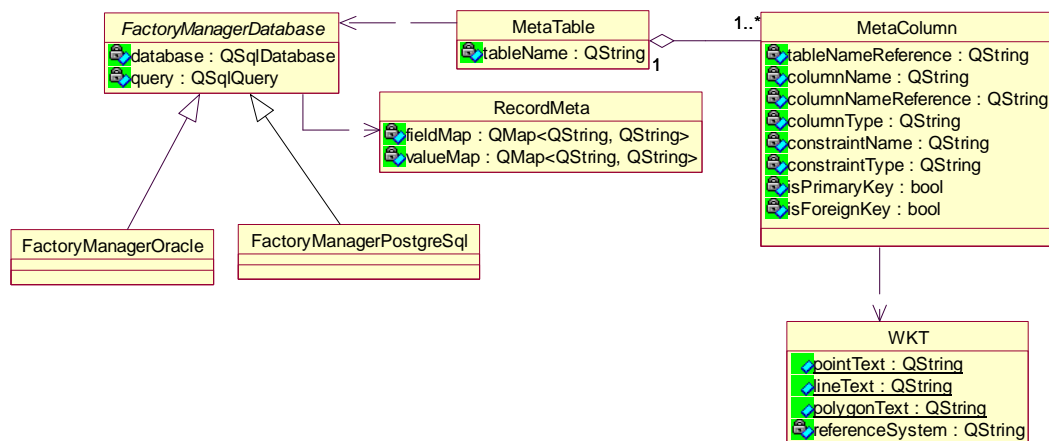 FactoryManagerDatabase
database : QSqlDatabase
query : QSqlQuery
MetaTable
tableName : QString
1..*
1
MetaColumn
tableNameReference : QString
columnName : QString
columnNameReference : QString
columnType : QString
constraintName : QString
constraintType : QString
isPrimaryKey : bool
isForeignKey : bool
RecordMeta
fieldMap : QMap<QString, QString>
valueMap : QMap<QString, QString>
FactoryManagerOracle
FactoryManagerPostgreSql
WKT
pointText : QString
lineText : QString
polygonText : QString
referenceSystem : QString